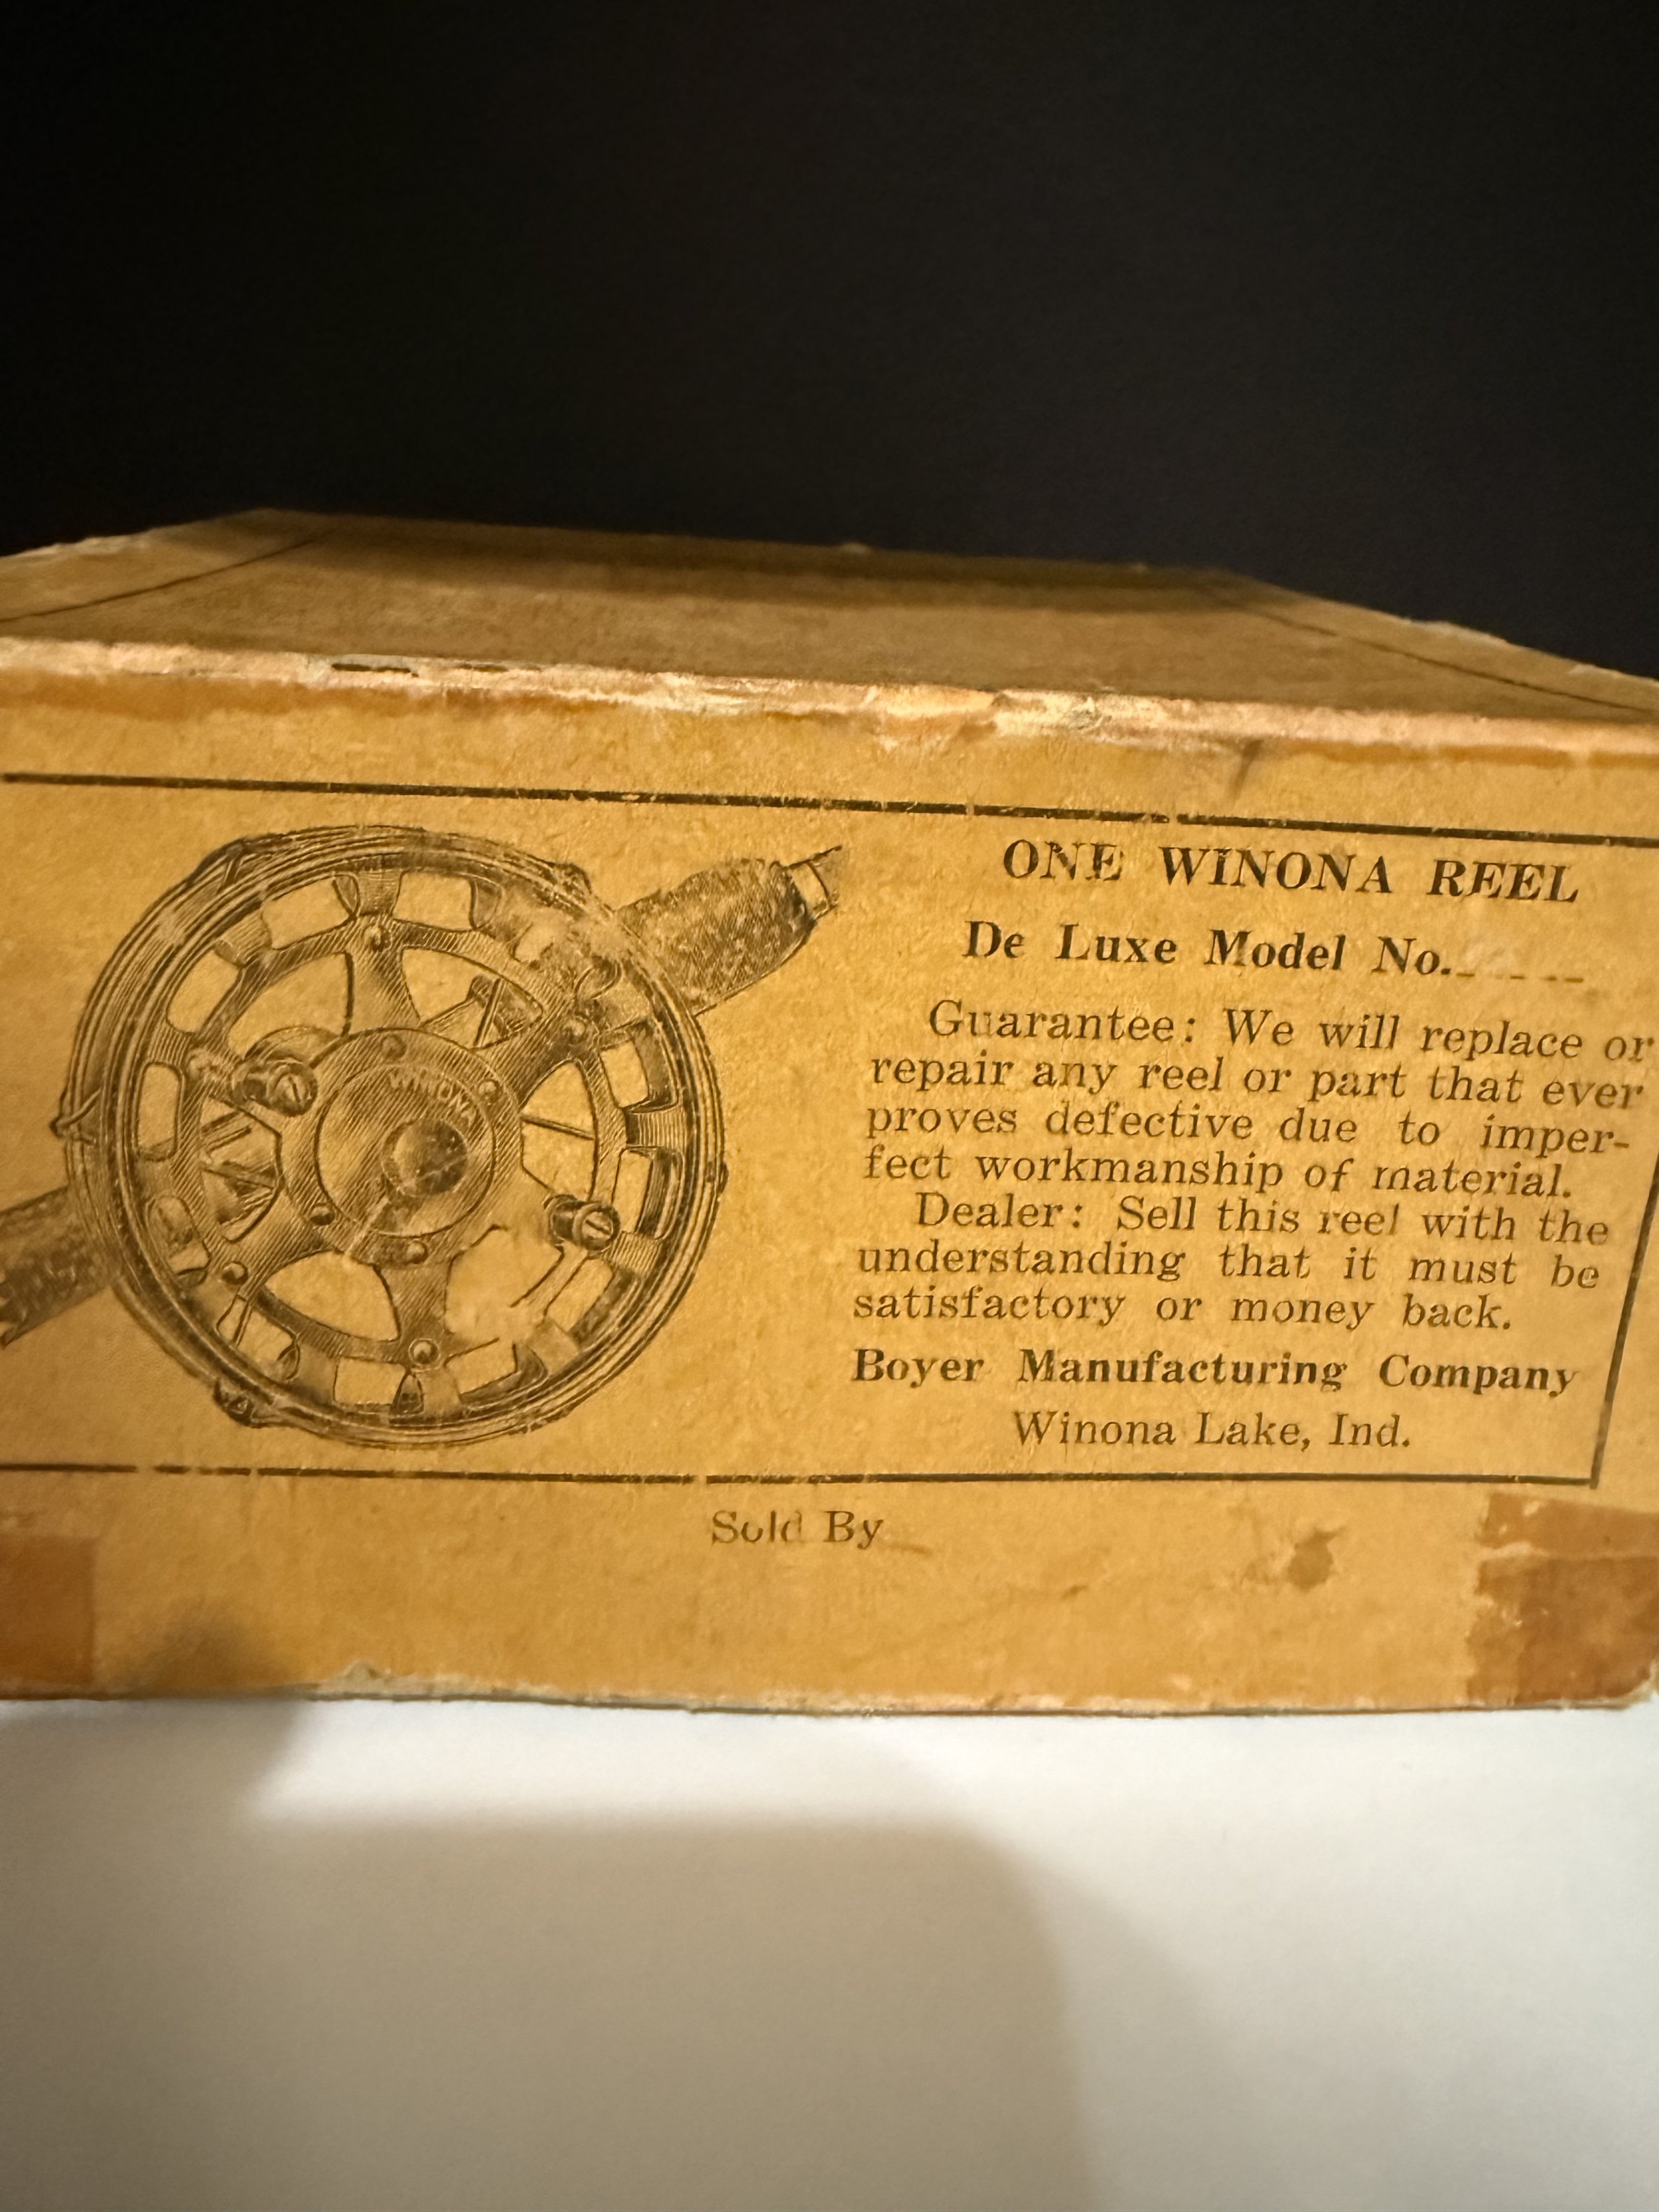 WINONA
ONE WINONA REEL
De Luxe Model No.
Guarantee: We will replace or
repair any reel or part that ever
proves defective due to imper-
fect workmanship of material.
Dealer: Sell this reel with the
understanding that it must be
satisfactory or money back.
Boyer Manufacturing Company
Winona Lake, Ind.
Sold By